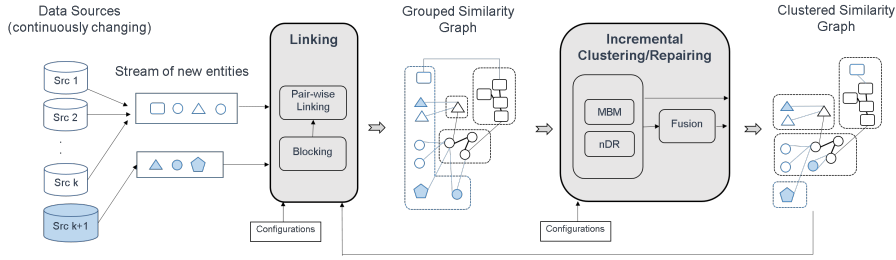 Data Sources
(continuously changing)
Src 1
Src 2
.
.
Src k
Src k+1
Stream of new entities
Linking
Pair-wise
Linking
Blocking
Configurations
Grouped Similarity
Graph
Incremental
Clustering/Repairing
MBM
nDR
Fusion
Configurations
Clustered Similarity
Graph